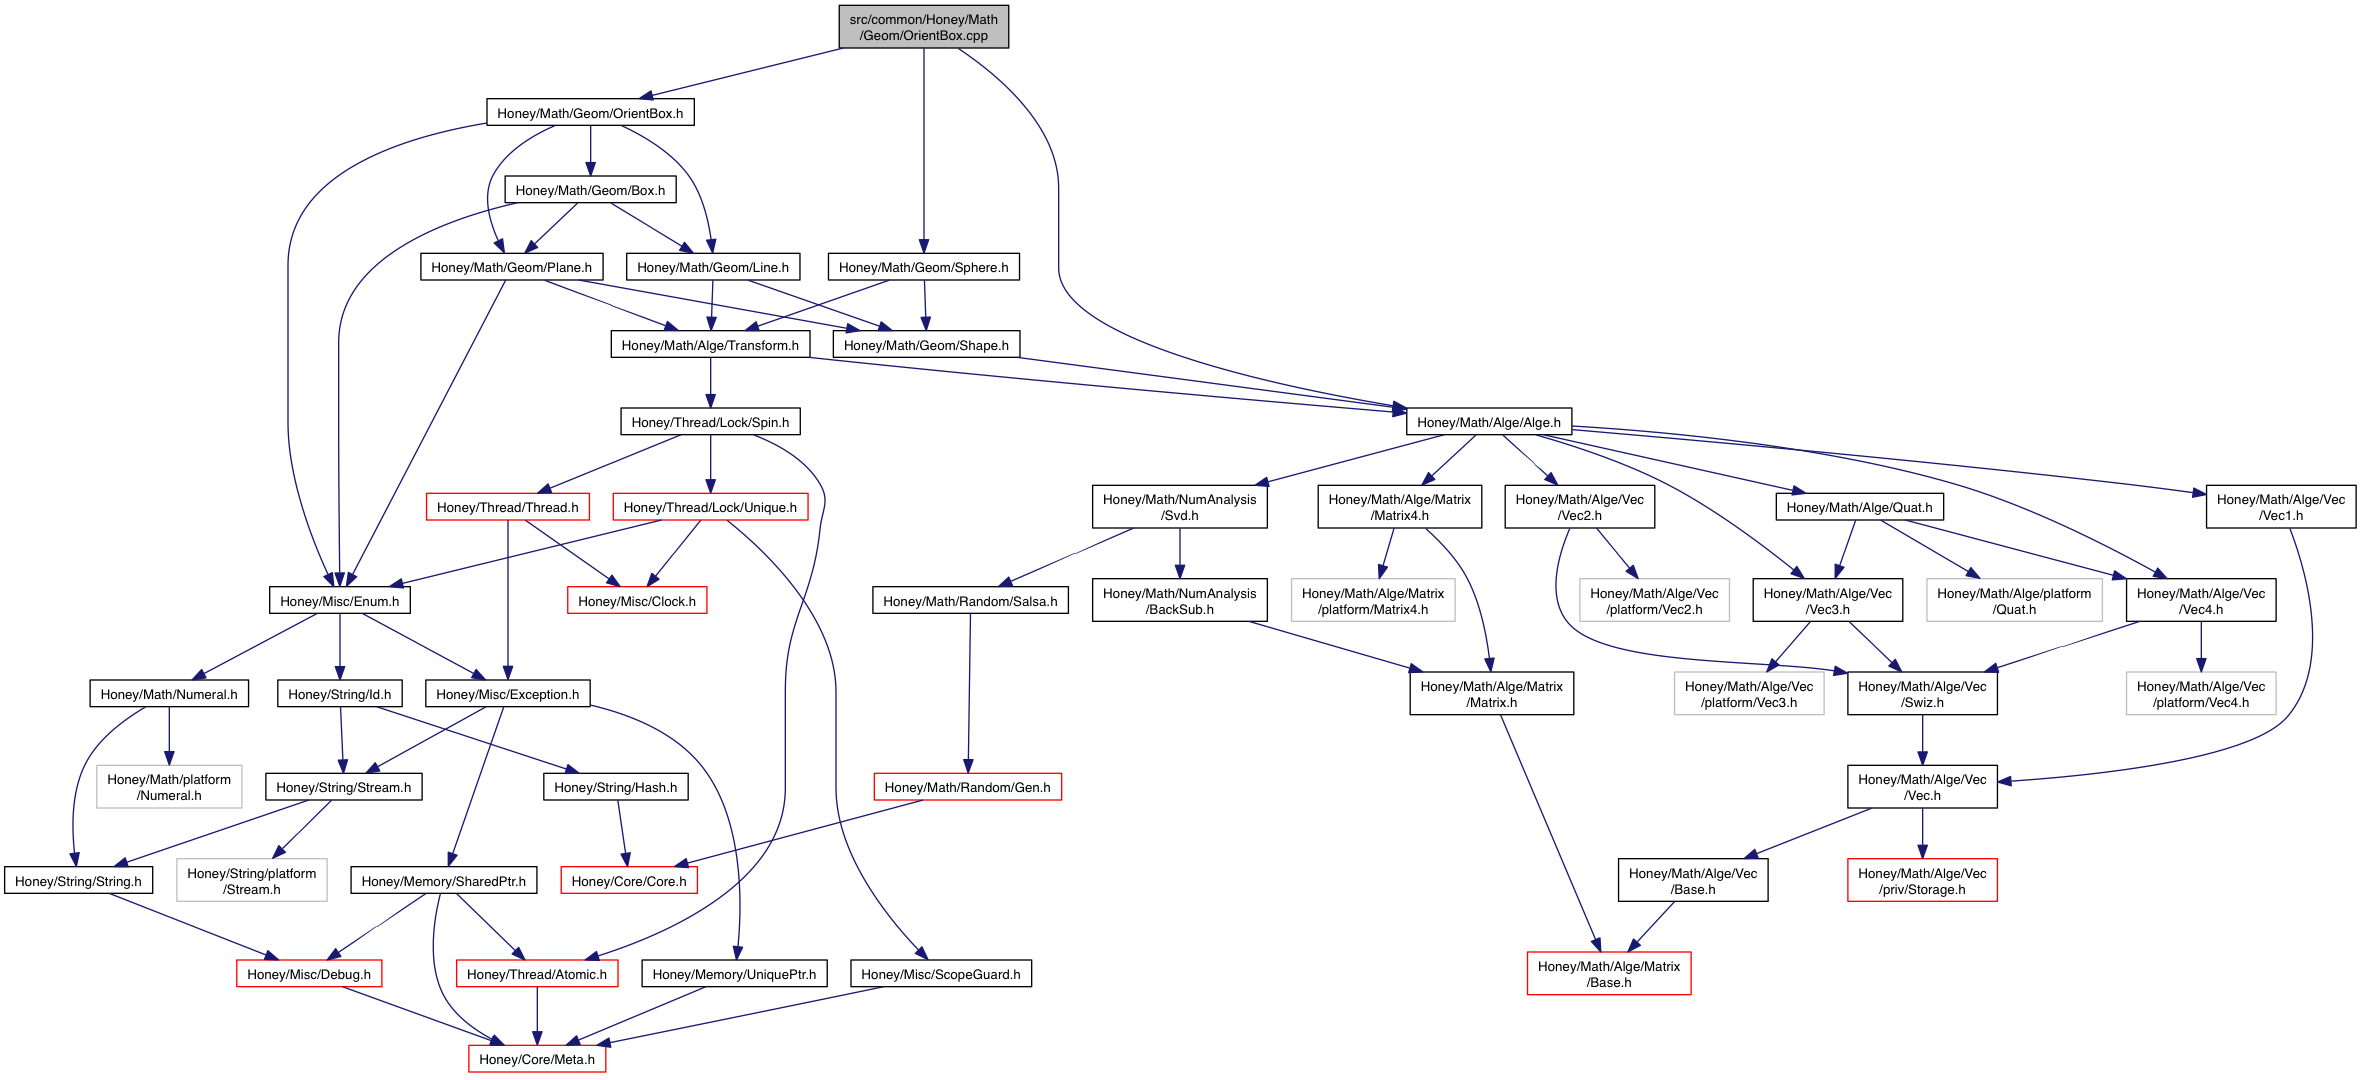 src/common/Honey/Math
/Geom/OrientBox.cpp
Honey/Math/Geom/OrientBox.h
Honey/Math/Geom/Box.h
Honey/Math/Geom/Plane.h
Honey/Math/Geom/Line.h
Honey/Math/Geom/Sphere.h
Honey/Math/Alge/Transform.h
Honey/Math/Geom/Shape.h
Honey/Thread/Lock/Spin.h
Honey/Math/Alge/Alge.h
Honey/Thread/Thread.h
Honey/Thread/Lock/Unique.h
Honey/Math/NumAnalysis
/Svd.h
Honey/Math/Alge/Matrix
/Matrix4.h
Honey/Math/Alge/Vec
/Vec2.h
Honey/Math/Alge/Quat.h
Honey/Math/Alge/Vec
/Vec1.h
Honey/Misc/Enum.h
Honey/Misc/Clock.h
Honey/Math/Random/Salsa.h
Honey/Math/NumAnalysis
/BackSub.h
Honey/Math/Alge/Matrix
/platform/Matrix4.h
Honey/Math/Alge/Vec
/platform/Vec2.h
Honey/Math/Alge/Vec
/Vec3.h
Honey/Math/Alge/platform
/Quat.h
Honey/Math/Alge/Vec
/Vec4.h
Honey/Math/Numeral.h
Honey/String/Id.h
Honey/Misc/Exception.h
Honey/Math/Alge/Matrix
/Matrix.h
Honey/Math/Alge/Vec
/platform/Vec3.h
Honey/Math/Alge/Vec
/Swiz.h
Honey/Math/Alge/Vec
/platform/Vec4.h
Honey/Math/platform
/Numeral.h
Honey/String/Stream.h
Honey/String/Hash.h
Honey/Math/Random/Gen.h
Honey/Math/Alge/Vec
/Vec.h
Honey/String/String.h
Honey/String/platform
/Stream.h
Honey/Memory/SharedPtr.h
Honey/Core/Core.h
Honey/Math/Alge/Vec
/Base.h
Honey/Math/Alge/Vec
/priv/Storage.h
Honey/Misc/Debug.h
Honey/Thread/Atomic.h
Honey/Memory/UniquePtr.h
Honey/Misc/ScopeGuard.h
Honey/Math/Alge/Matrix
/Base.h
Honey/Core/Meta.h